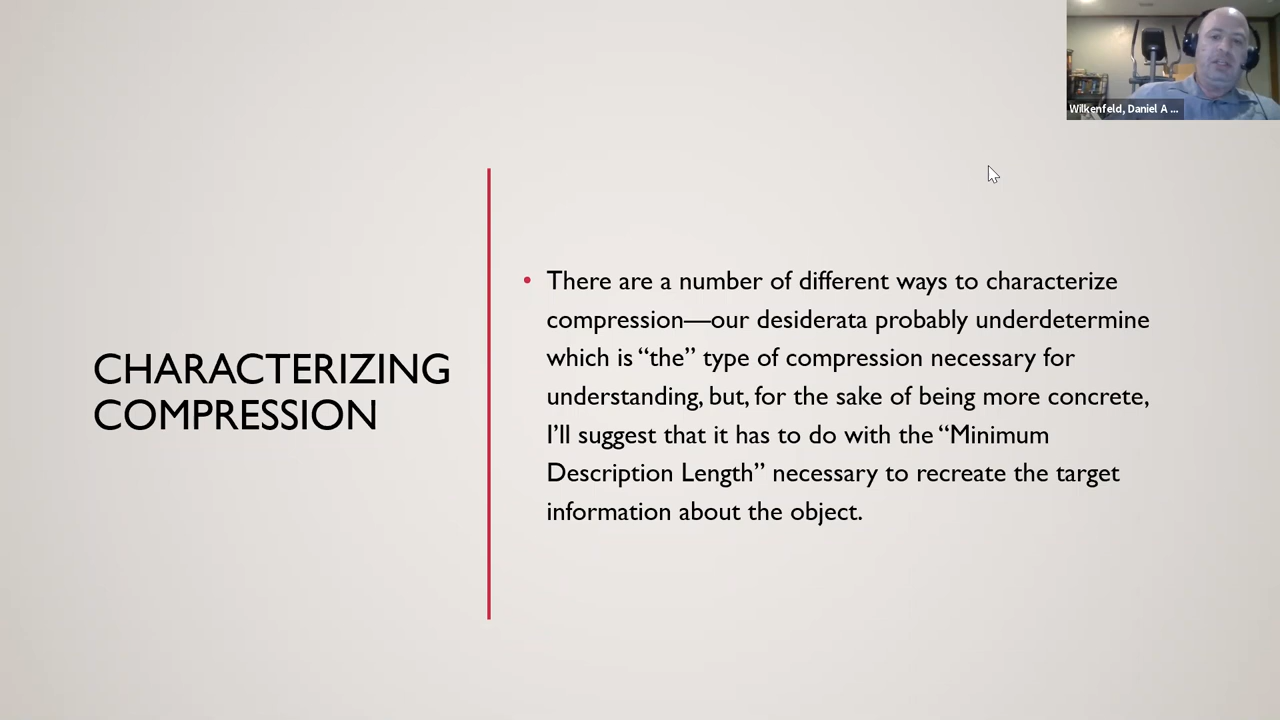 Wilkenfeld, Daniel A ...
CHARACTERIZING
COMPRESSION
• There are a number of different ways to characterize
compression—our desiderata probably underdetermine
which is “the” type of compression necessary for
understanding, but, for the sake of being more concrete,
I’ll suggest that it has to do with the “Minimum
Description Length” necessary to recreate the target
information about the object.